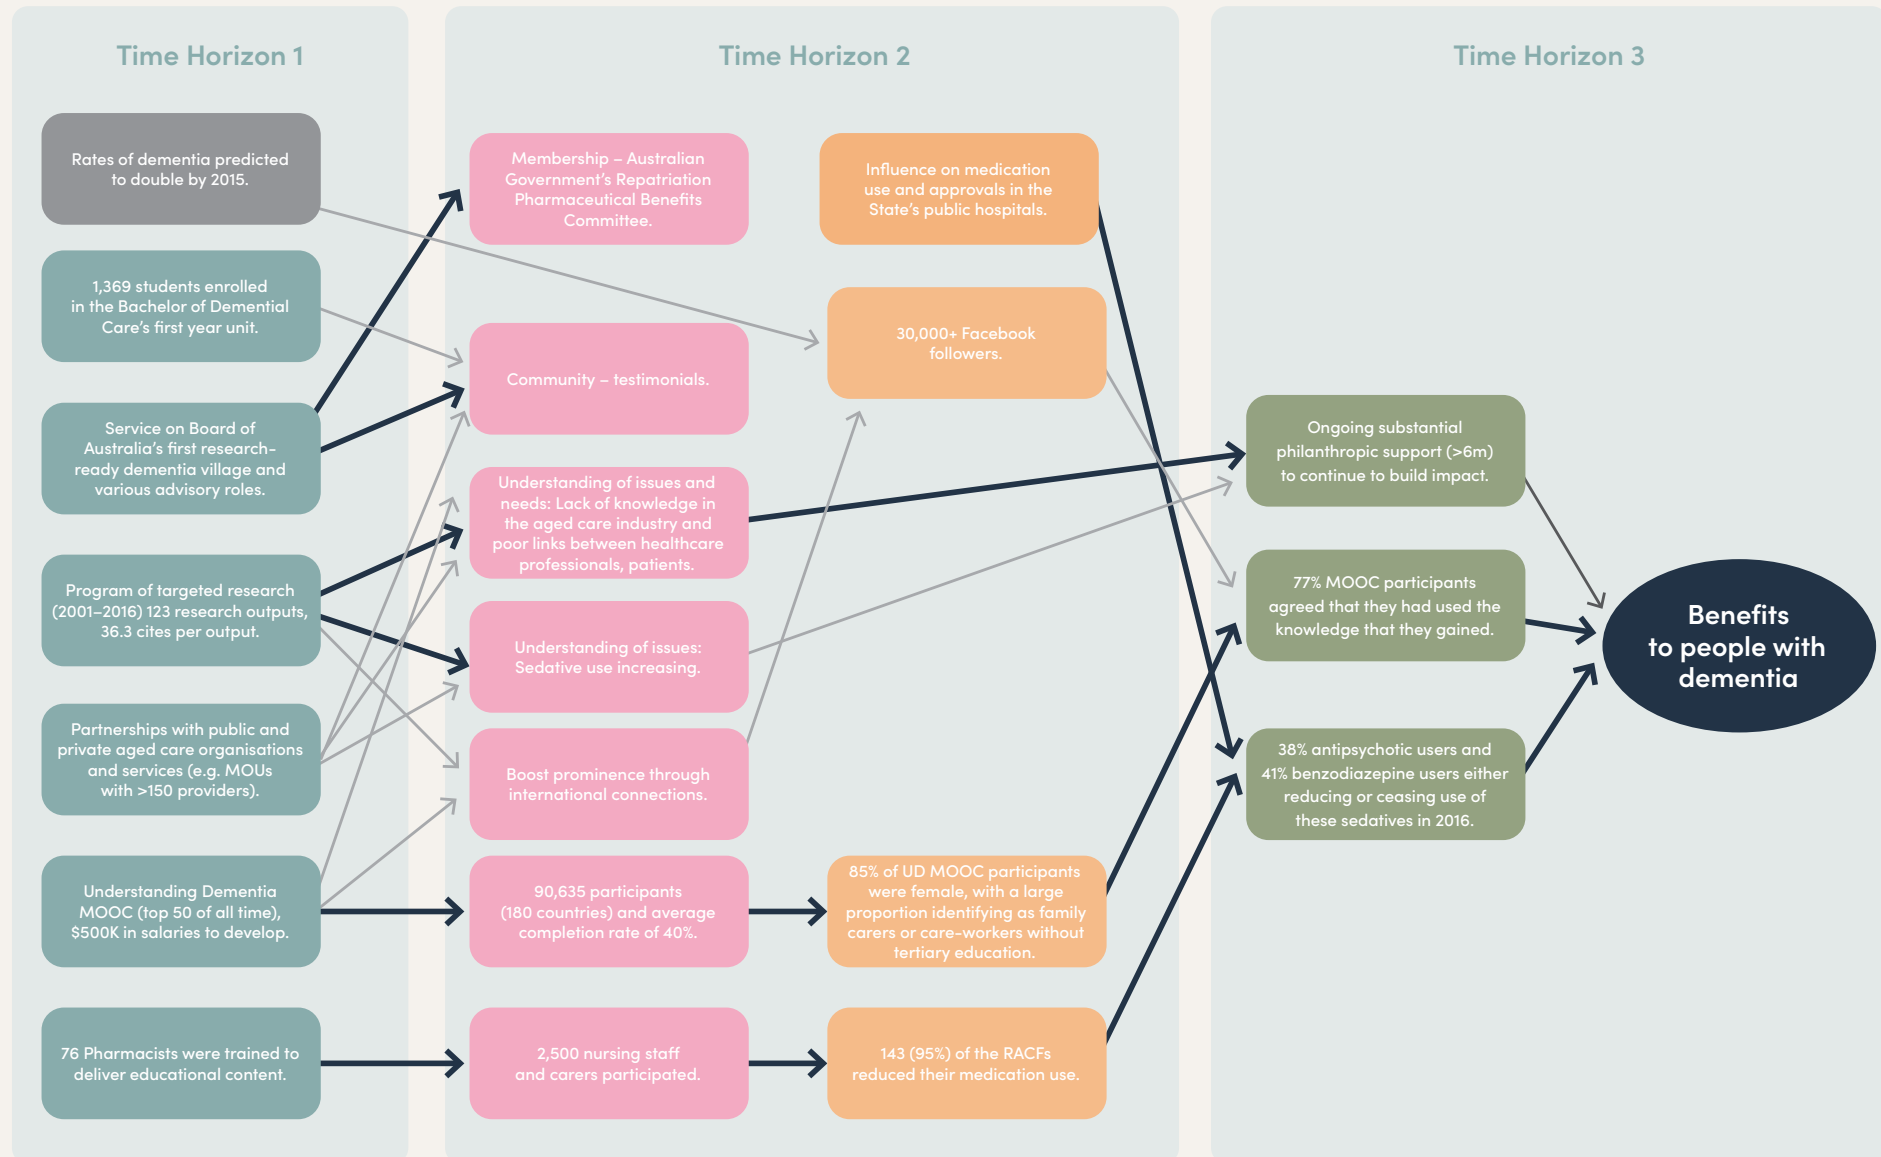 Time Horizon 1
Rates of dementia predicted
to double by 2015.
1,369 students enrolled
in the Bachelor of Demential
Care's first year unit.
Service on Board of
Australia's first research-
ready dementia village and
various advisory roles.
Program of targeted research
(2001–2016) 123 research outputs,
36.3 cites per output.
Partnerships with public and
private aged care organisations
and services (e.g. MOUs
with >150 providers).
Understanding Dementia
MOOC (top 50 of all time),
$500K in salaries to develop.
76 Pharmacists were trained to
deliver educational content.
Time Horizon 2
Membership – Australian
Government's Repatriation
Pharmaceutical Benefits
Committee.
Community – testimonials.
Understanding of issues and
needs: Lack of knowledge in
the aged care industry and
poor links between healthcare
professionals, patients.
Understanding of issues:
Sedative use increasing.
Boost prominence through
international connections.
90,635 participants
(180 countries) and average
completion rate of 40%.
2,500 nursing staff
and carers participated.
Influence on medication
use and approvals in the
State's public hospitals.
30,000+ Facebook
followers.
85% of UD MOOC participants
were female, with a large
proportion identifying as family
carers or care-workers without
tertiary education.
143 (95%) of the RACFs
reduced their medication use.
Time Horizon 3
Ongoing substantial
philanthropic support (>6m)
to continue to build impact.
77% MOOC participants
agreed that they had used the
knowledge that they gained.
38% antipsychotic users and
41% benzodiazepine users either
reducing or ceasing use of
these sedatives in 2016.
Benefits
to people with
dementia